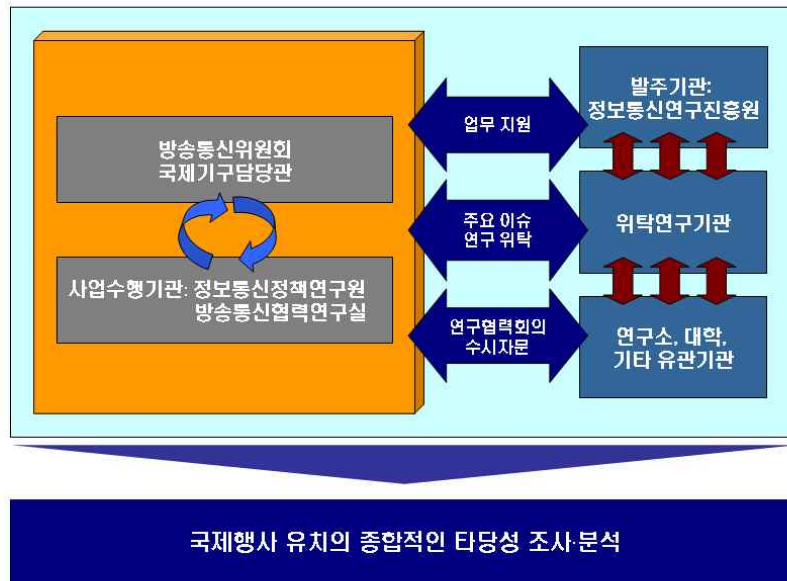 방송통신위원회
국제기구담당관
사업수행기관: 정보통신정책연구원
방송통신협력연구실
업무 지원
주요 이슈
연구 위탁
연구협력회의
수시자문
발주기관:
정보통신연구진흥원
위탁연구기관
연구소, 대학,
기타 유관기관
국제행사 유치의 종합적인 타당성 조사·분석